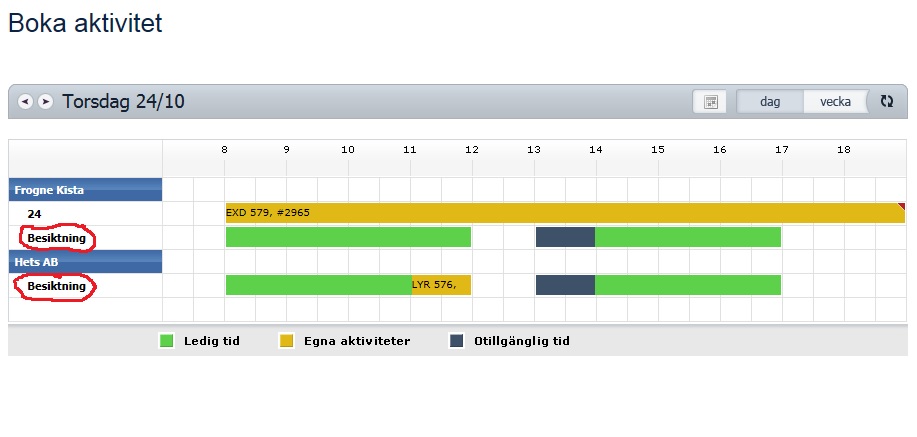 Boka aktivitet
Torsdag 24/10
dag vecka
8 9 10 11 12 13 14 15 16 17 18
Frogne Kista
24 EXD 579, #2965
Besiktning
Hets AB
Besiktning LYR 576,
Ledig tid Egna aktiviteter Otillgänglig tid